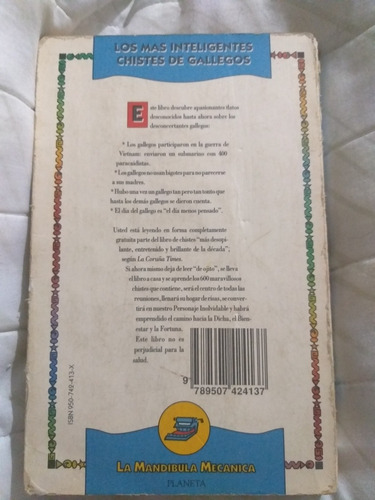 LOS MAS INTELIGENTES
CHISTES DE GALLEGOS
Este libro descubre apasionantes datos
desconocidos hasta ahora sobre los
desconcertantes gallegos:
* Los gallegos participaron en la guerra de
Vietnam: enviaron un submarino con 400
paracaidistas.
* Los gallegos no usan bigotes para no parecerse
a sus madres.
* Hubo una vez un gallego tan pero tan tonto que
hasta los demás gallegos se dieron cuenta.
* El día del gallego es "el día menos pensado".
Usted está leyendo en forma completamente
gratuita parte del libro de chistes "más desopi-
lante, entretenido y brillante de la década",
según La Coruña Times.
Si ahora mismo deja de leer "de ojito", se lleva
el libro a casa y se aprende los 600 maravillosos
chistes que contiene, será el centro de todas las
reuniones, llenará su hogar de risas, se conver-
tirá en nuestro Personaje Inolvidable y habrá
emprendido el camino hacia la Dicha, el Bien-
estar y la Fortuna.
Este libro no es
perjudicial para la
salud.
9 789507 424137
ISBN 950-742-413-X
LA MANDIBULA MECANICA
PLANETA